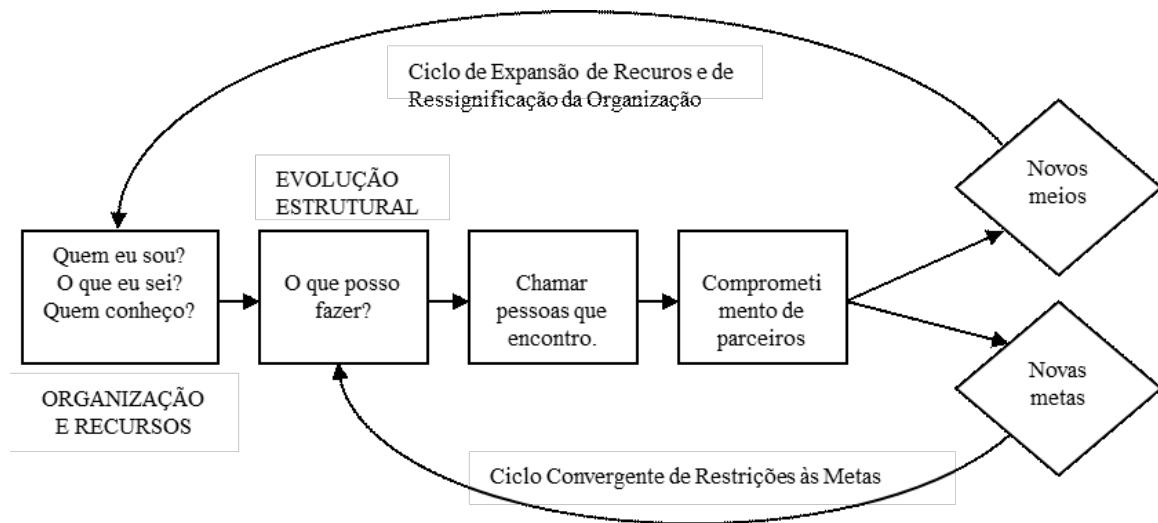 Ciclo de Expansão de Recuros e de
Ressignificação da Organização
Novos
meios
EVOLUÇÃO
ESTRUTURAL
Quem eu sou?
O que eu sei?
Quem conheço?
O que posso
fazer?
Chamar
pessoas que
encontro.
Comprometi
mento de
parceiros
Novas
metas
ORGANIZAÇÃO
E RECURSOS
Ciclo Convergente de Restrições às Metas